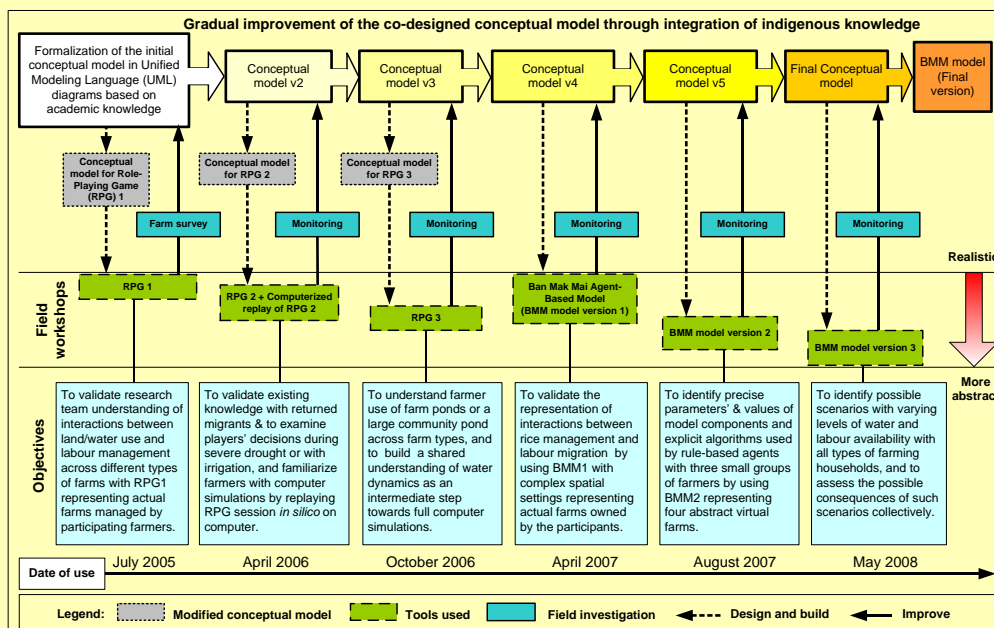 Gradual improvement of the co-designed conceptual model through integration of indigenous knowledge
Formalization of the initial
conceptual model in Unified
Modeling Language (UML)
diagrams based on
academic knowledge
Conceptual
model v2
Conceptual
model v3
Conceptual
model v4
Conceptual
model v5
Final Conceptual
model
BMM model
(Final
version)
Conceptual
model for Role-
Playing Game
(RPG) 1
Conceptual model
for RPG 2
Conceptual model
for RPG 3
Farm survey
Monitoring
Monitoring
Monitoring
Monitoring
Monitoring
Realistic
Field
workshops
RPG 1
RPG 2 + Computerized
replay of RPG 2
RPG 3
Ban Mak Mai Agent-
Based Model
(BMM model version 1)
BMM model version 2
BMM model version 3
More
abstract
Objectives
To validate research
team understanding of
interactions between
land/water use and
labour management
across different types
of farms with RPG1
representing actual
farms managed by
participating farmers.
To validate existing
knowledge with returned
migrants & to examine
players' decisions during
severe drought or with
irrigation, and familiarize
farmers with computer
simulations by replaying
RPG session in silico on
computer.
To understand farmer
use of farm ponds or a
large community pond
across farm types, and
to build a shared
understanding of water
dynamics as an
intermediate step
towards full computer
simulations.
To validate the
representation of
interactions between
rice management and
labour migration by
using BMM1 with
complex spatial
settings representing
actual farms owned by
the participants.
To identify precise
parameters' & values of
model components and
explicit algorithms used
by rule-based agents
with three small groups
of farmers by using
BMM2 representing
four abstract virtual
farms.
To identify possible
scenarios with varying
levels of water and
labour availability with
all types of farming
households, and to
assess the possible
consequences of such
scenarios collectively.
July 2005
April 2006
October 2006
April 2007
August 2007
May 2008
Date of use
Legend:
Modified conceptual model
Tools used
Field investigation
Design and build
Improve